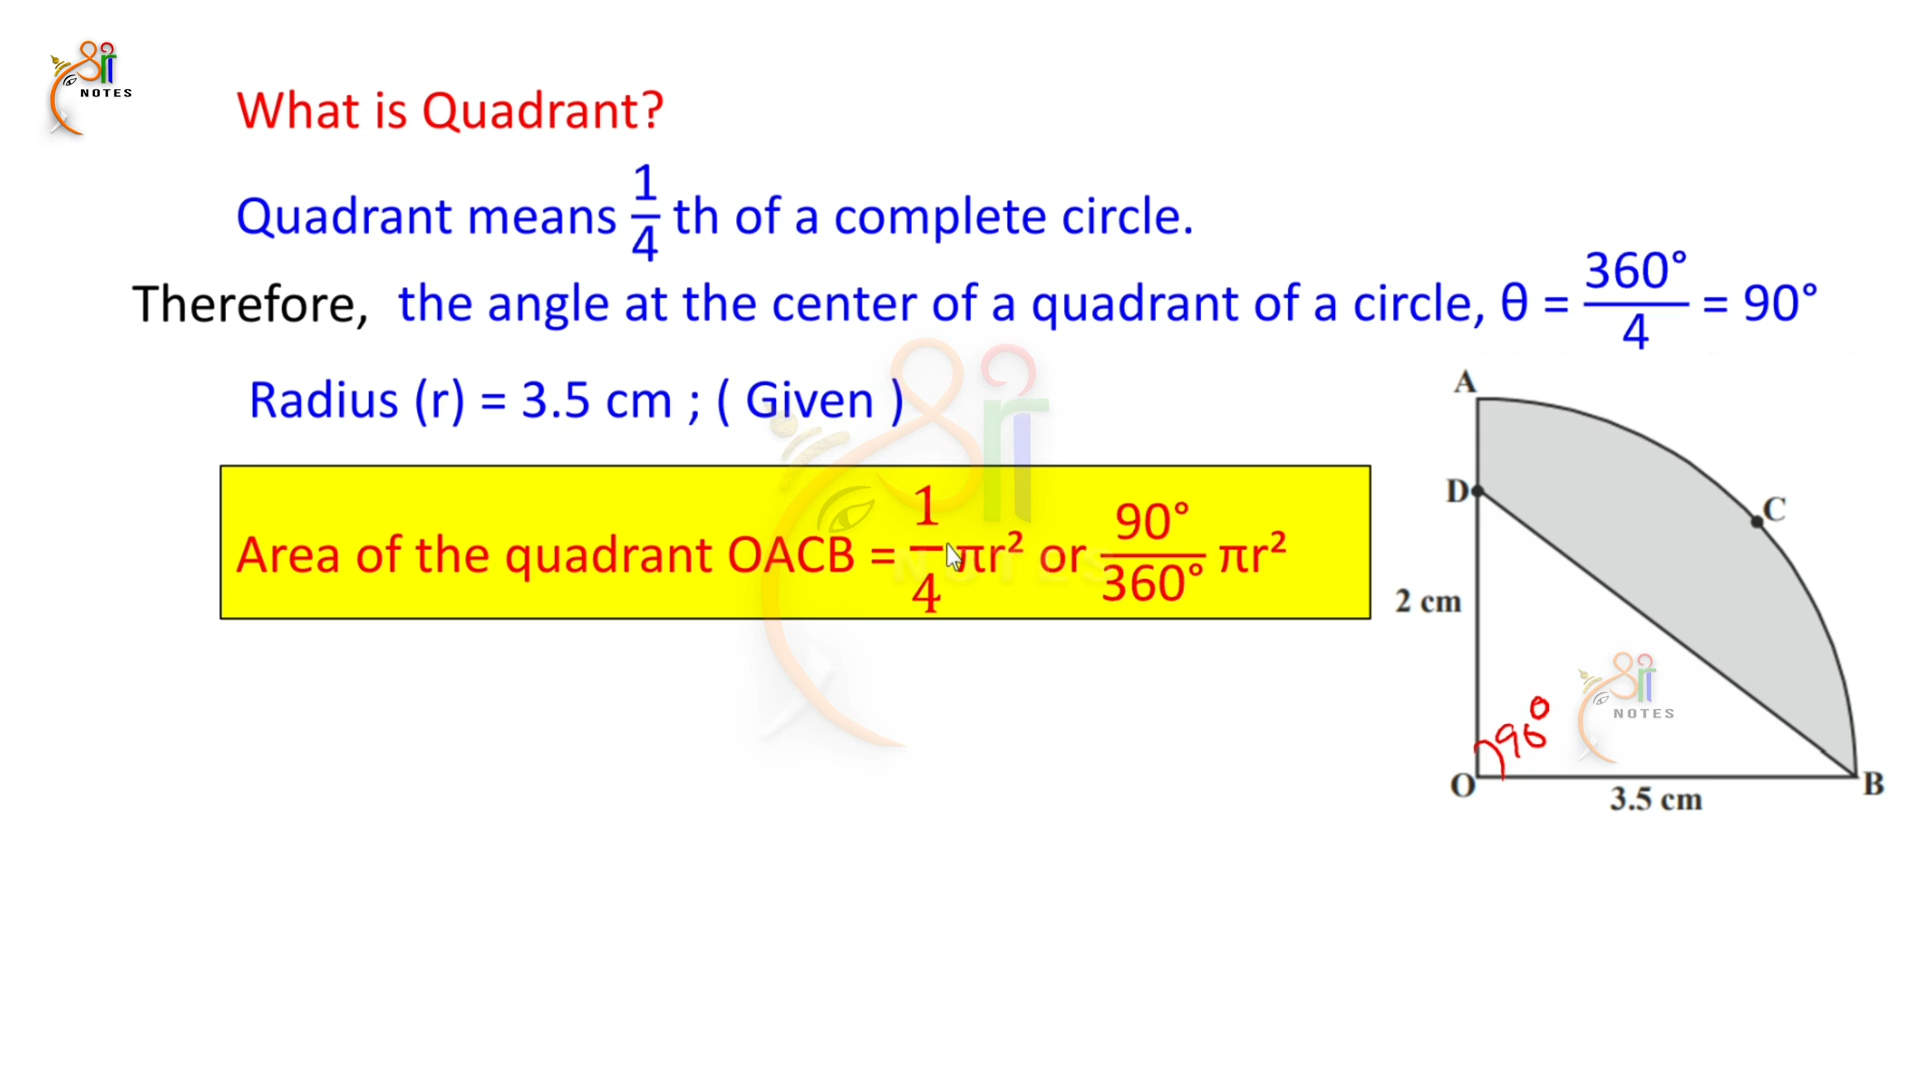 श्री
NOTES
What is Quadrant?
Quadrant means 1/4 th of a complete circle.
Therefore, the angle at the center of a quadrant of a circle, θ = 360°/4 = 90°
Radius (r) = 3.5 cm ; ( Given )
Area of the quadrant OACB = 1/4 πr² or 90°/360° πr²
A
D
C
2 cm
90°
O
B
3.5 cm
श्री
NOTES
श्री
NOTES